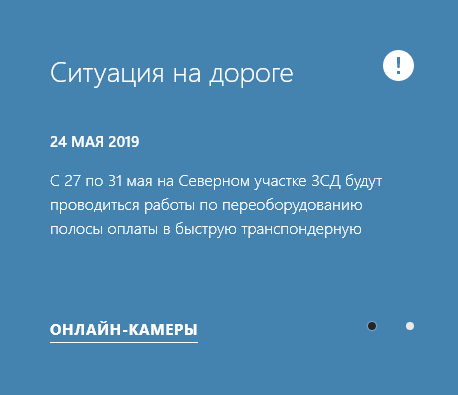 Ситуация на дороге
!
24 МАЯ 2019
С 27 по 31 мая на Северном участке ЗСД будут
проводиться работы по переоборудованию
полосы оплаты в быструю транспондерную
ОНЛАЙН-КАМЕРЫ